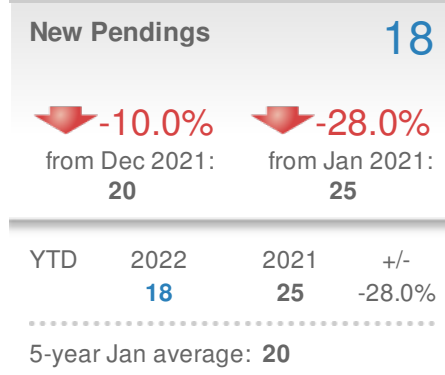 New Pendings 18
-10.0% -28.0%
from Dec 2021: from Jan 2021:
20 25
YTD 2022 2021 +/-
18 25 -28.0%
5-year Jan average: 20